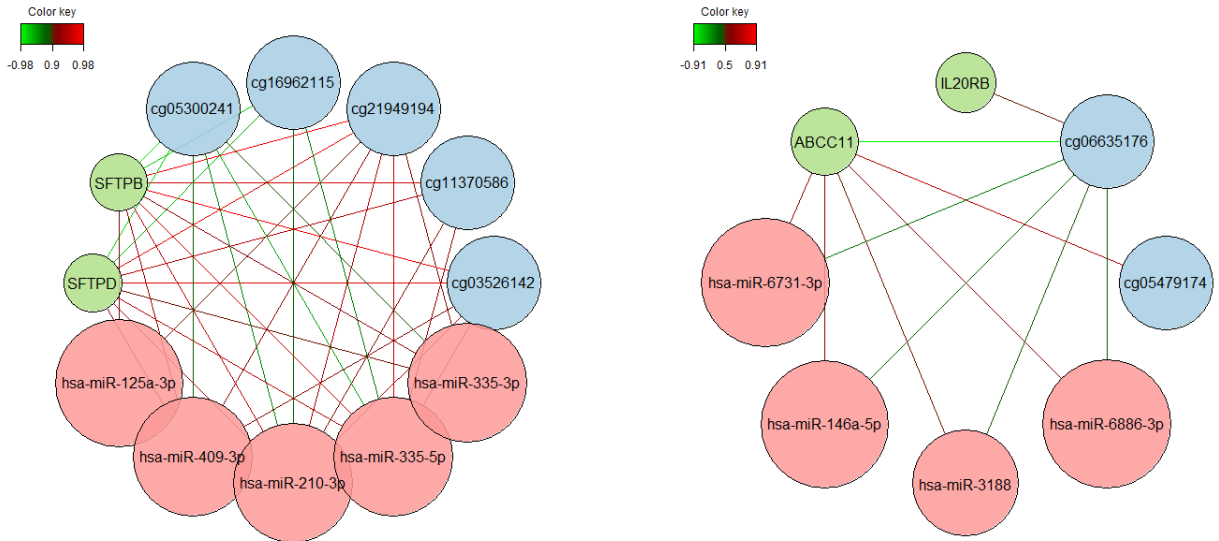 Color key
-0.98 0.9 0.98
cg16962115
cg05300241
cg21949194
cg11370586
SFTPB
SFTPD
cg03526142
hsa-miR-125a-3p
hsa-miR-335-3p
hsa-miR-409-3p
hsa-miR-335-5p
hsa-miR-210-3p
Color key
-0.91 0.5 0.91
IL20RB
ABCC11
cg06635176
hsa-miR-6731-3p
cg05479174
hsa-miR-146a-5p
hsa-miR-6886-3p
hsa-miR-3188